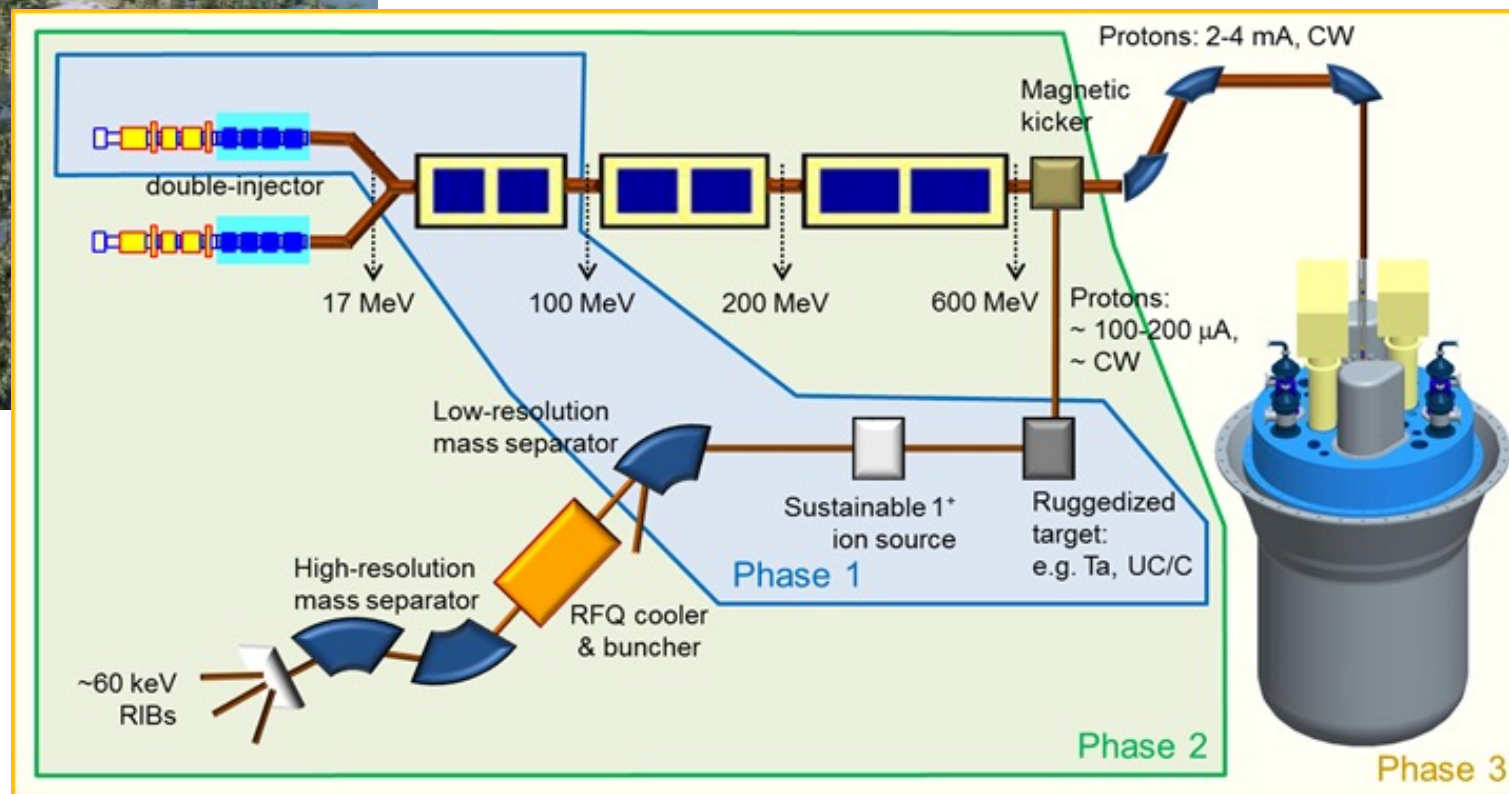 Protons: 2-4 mA, CW
Magnetic
kicker
double-injector
17 MeV
100 MeV
200 MeV
600 MeV
Protons:
~ 100-200 μA,
~ CW
Low-resolution
mass separator
Sustainable 1⁺
ion source
Ruggedized
target:
e.g. Ta, UC/C
Phase 1
High-resolution
mass separator
RFQ cooler
& buncher
~60 keV
RIBs
Phase 2
Phase 3